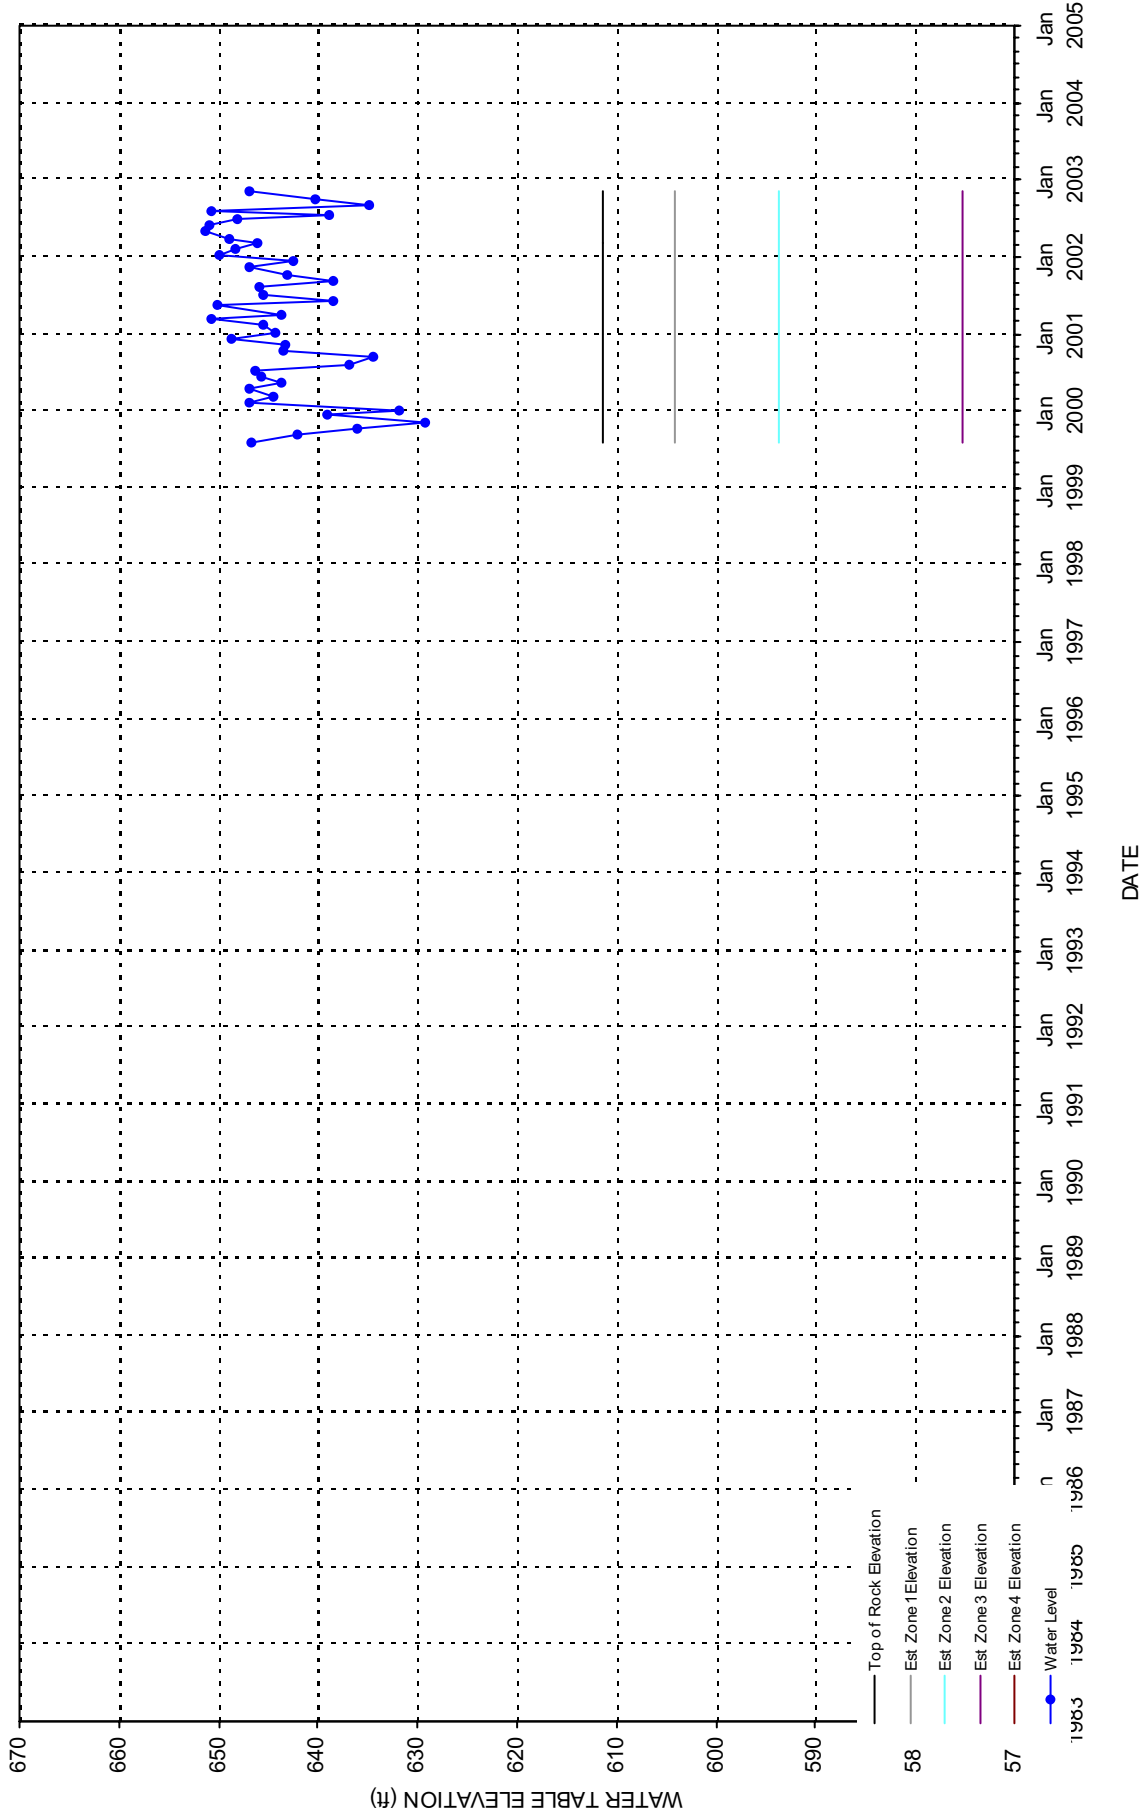 670
660
650
640
630
620
610
600
590
58
57
WATER TABLE ELEVATION (ft)
Top of Rock Elevation
Est Zone 1 Elevation
Est Zone 2 Elevation
Est Zone 3 Elevation
Est Zone 4 Elevation
Water Level
1983
1984
1985
n
1986
Jan
1987
Jan
1988
Jan
1989
Jan
1990
Jan
1991
Jan
1992
Jan
1993
Jan
1994
Jan
1995
Jan
1996
Jan
1997
Jan
1998
Jan
1999
Jan
2000
Jan
2001
Jan
2002
Jan
2003
Jan
2004
Jan
2005
DATE